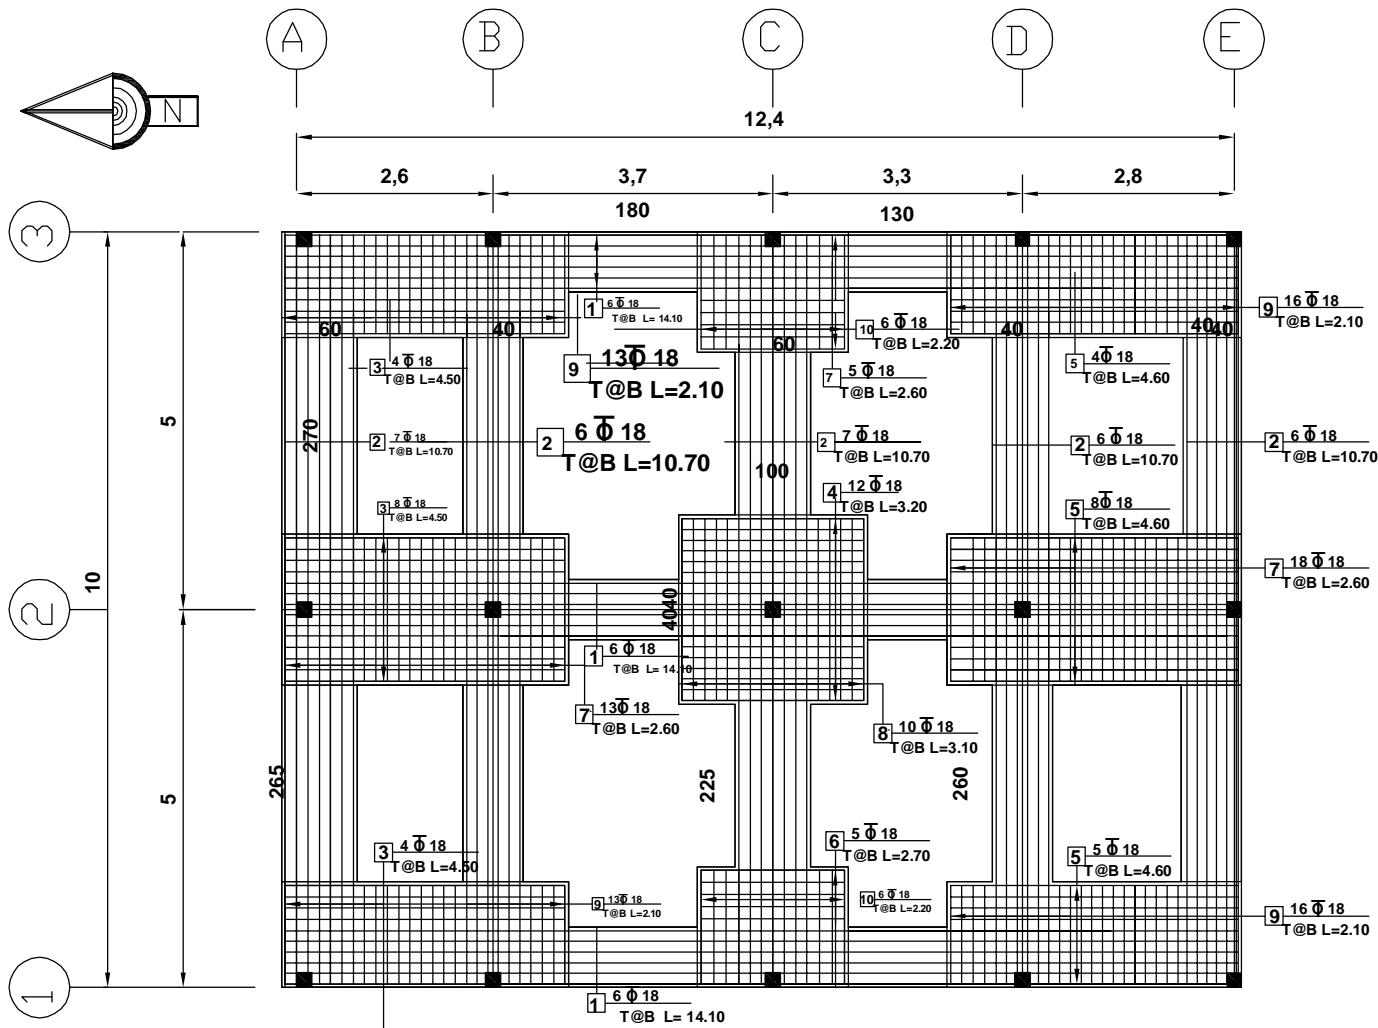 A B C D E
N
12,4
2,6 3,7 3,3 2,8
180 130
3
1 6 Φ 18
T@B L= 14.10
9 16 Φ 18
T@B L=2.10
60 40 60 40 40 40
10 6 Φ 18
T@B L=2.20
3 4 Φ 18
T@B L=4.50
9 13Φ 18
T@B L=2.10
7 5 Φ 18
T@B L=2.60
5 4Φ 18
T@B L=4.60
5
270
2 7 Φ 18
T@B L=10.70
2 6 Φ 18
T@B L=10.70
2 7 Φ 18
T@B L=10.70
2 6 Φ 18
T@B L=10.70
2 6 Φ 18
T@B L=10.70
100
3 8 Φ 18
T@B L=4.50
4 12 Φ 18
T@B L=3.20
5 8Φ 18
T@B L=4.60
10
7 18 Φ 18
T@B L=2.60
2
4040
1 6 Φ 18
T@B L= 14.10
7 13Φ 18
T@B L=2.60
8 10 Φ 18
T@B L=3.10
5
265
225
260
3 4 Φ 18
T@B L=4.50
6 5 Φ 18
T@B L=2.70
5 5 Φ 18
T@B L=4.60
9 13Φ 18
T@B L=2.10
10 6 Φ 18
T@B L=2.20
9 16 Φ 18
T@B L=2.10
1
1 6 Φ 18
T@B L= 14.10